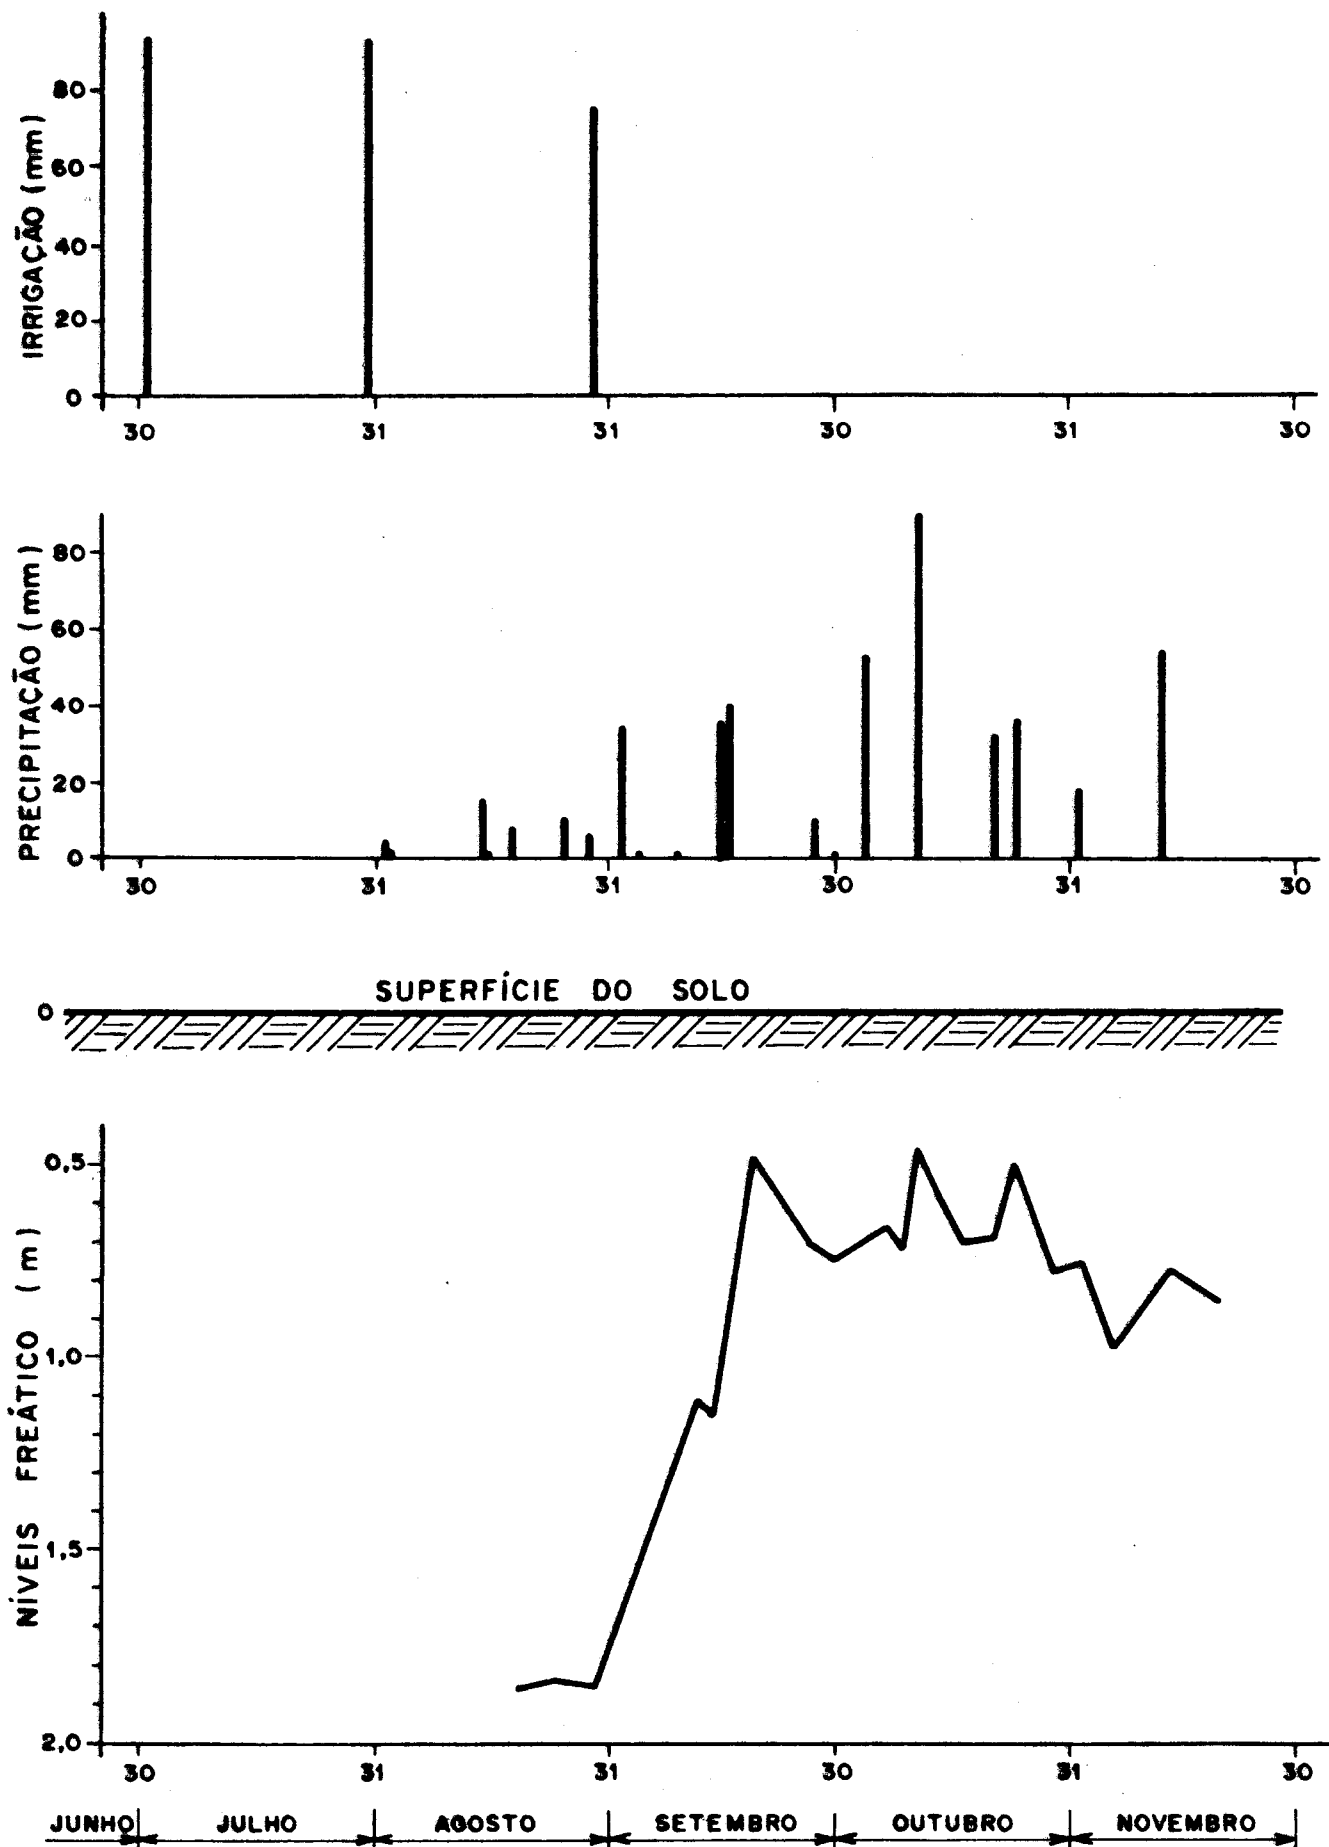 IRRIGAÇÃO (mm)
80
60
40
20
0
30 31 31 30 31 30
PRECIPITAÇÃO (mm)
80
60
40
20
0
30 31 31 30 31 30
SUPERFÍCIE DO SOLO
0
NÍVEIS FREÁTICO (m)
0,5
1,0
1,5
2,0
30 31 31 30 31 30
JUNHO JULHO AGOSTO SETEMBRO OUTUBRO NOVEMBRO